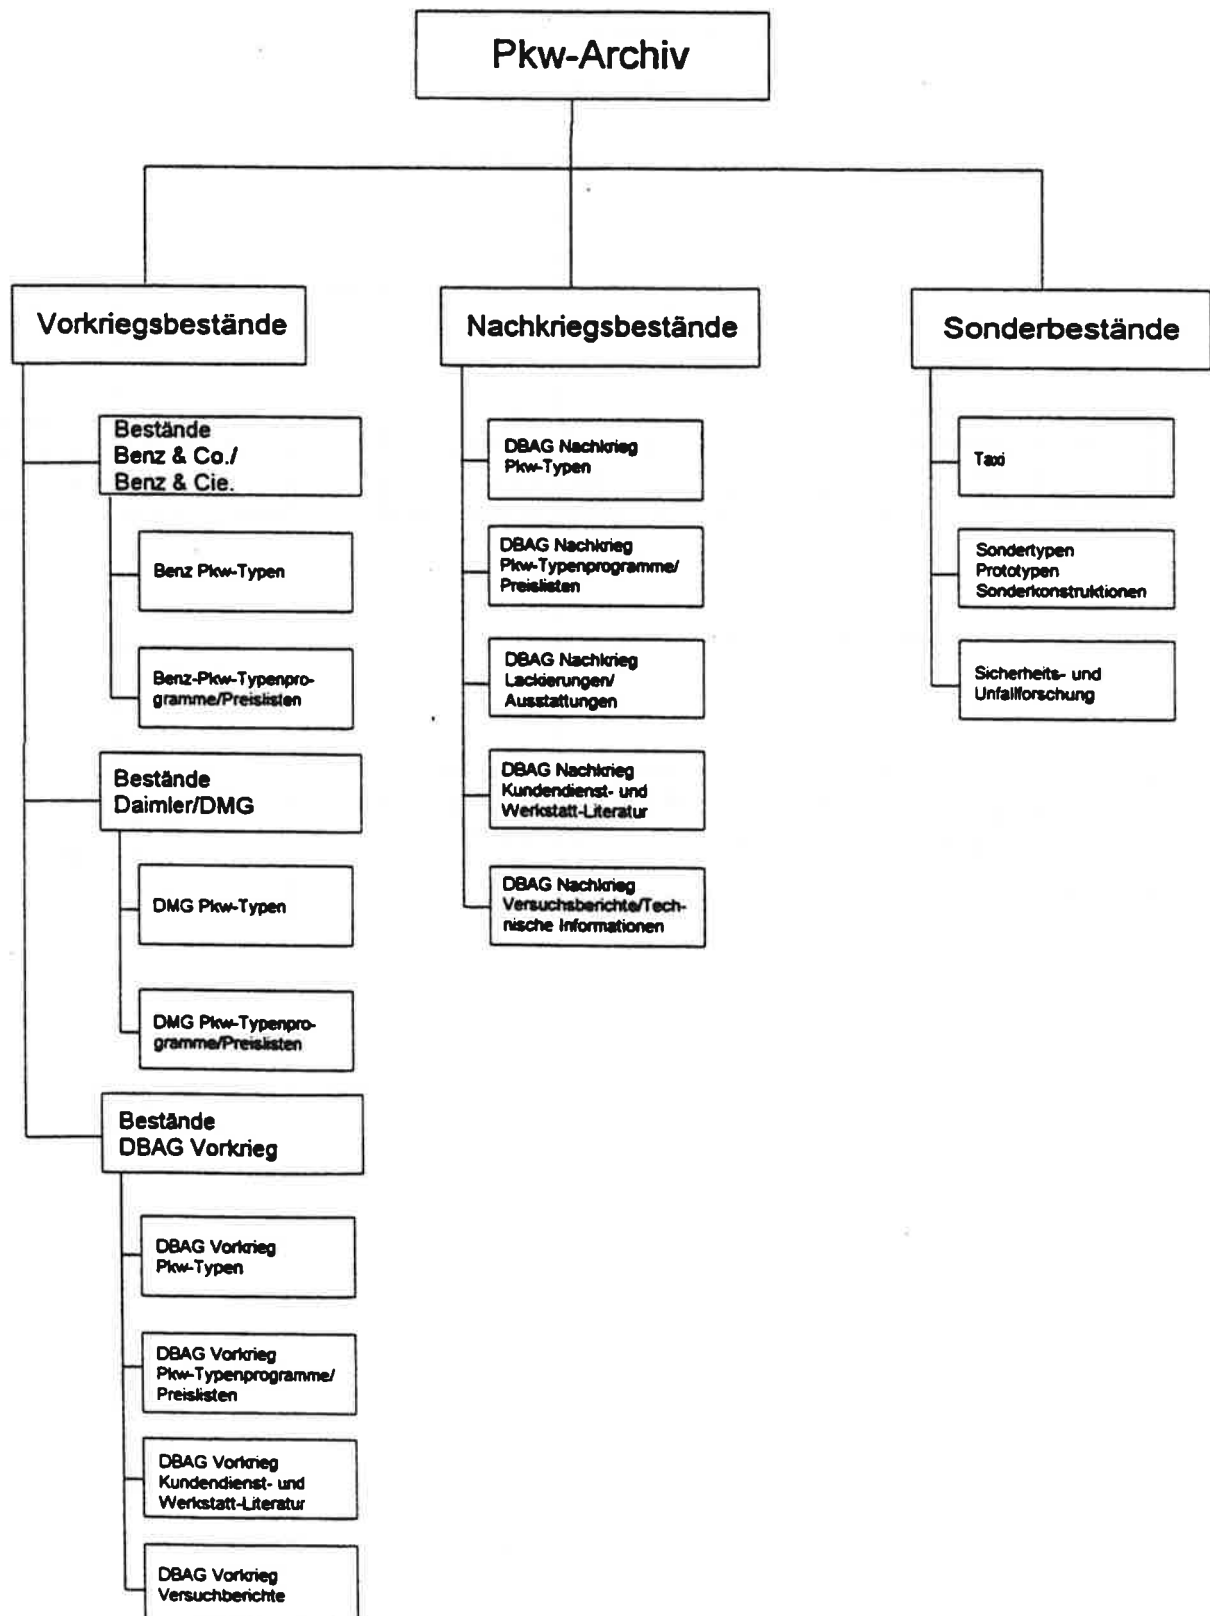 Pkw-Archiv
Vorkriegsbestände
Bestände
Benz & Co./
Benz & Cie.
Benz Pkw-Typen
Benz-Pkw-Typenpro-
gramme/Preislisten
Bestände
Daimler/DMG
DMG Pkw-Typen
DMG Pkw-Typenpro-
gramme/Preislisten
Bestände
DBAG Vorkrieg
DBAG Vorkrieg
Pkw-Typen
DBAG Vorkrieg
Pkw-Typenprogramme/
Preislisten
DBAG Vorkrieg
Kundendienst- und
Werkstatt-Literatur
DBAG Vorkrieg
Versuchberichte
Nachkriegsbestände
DBAG Nachkrieg
Pkw-Typen
DBAG Nachkrieg
Pkw-Typenprogramme/
Preislisten
DBAG Nachkrieg
Lackierungen/
Ausstattungen
DBAG Nachkrieg
Kundendienst- und
Werkstatt-Literatur
DBAG Nachkrieg
Versuchsberichte/Tech-
nische Informationen
Sonderbestände
Taxi
Sondertypen
Prototypen
Sonderkonstruktionen
Sicherheits- und
Unfallforschung